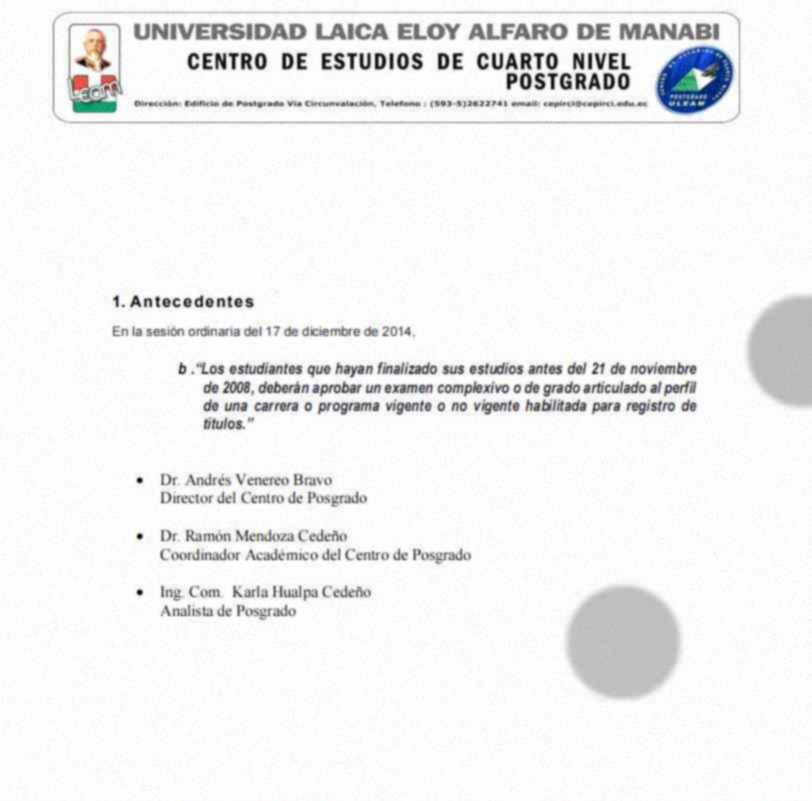 UNIVERSIDAD LAICA ELOY ALFARO DE MANABI
CENTRO DE ESTUDIOS DE CUARTO NIVEL
POSTGRADO
Dirección: Edificio de Postgrado Via Circunvalación, Telefono : (593-5)2622741 email: cepirci@cepirci.edu.ec
Leam
POSTGRADO
ULEAM
1. Antecedentes
En la sesión ordinaria del 17 de diciembre de 2014,
b ."Los estudiantes que hayan finalizado sus estudios antes del 21 de noviembre
de 2008, deberán aprobar un examen complexivo o de grado articulado al perfil
de una carrera o programa vigente o no vigente habilitada para registro de
títulos."
• Dr. Andrés Venereo Bravo
Director del Centro de Posgrado
• Dr. Ramón Mendoza Cedeño
Coordinador Académico del Centro de Posgrado
• Ing. Com. Karla Hualpa Cedeño
Analista de Posgrado